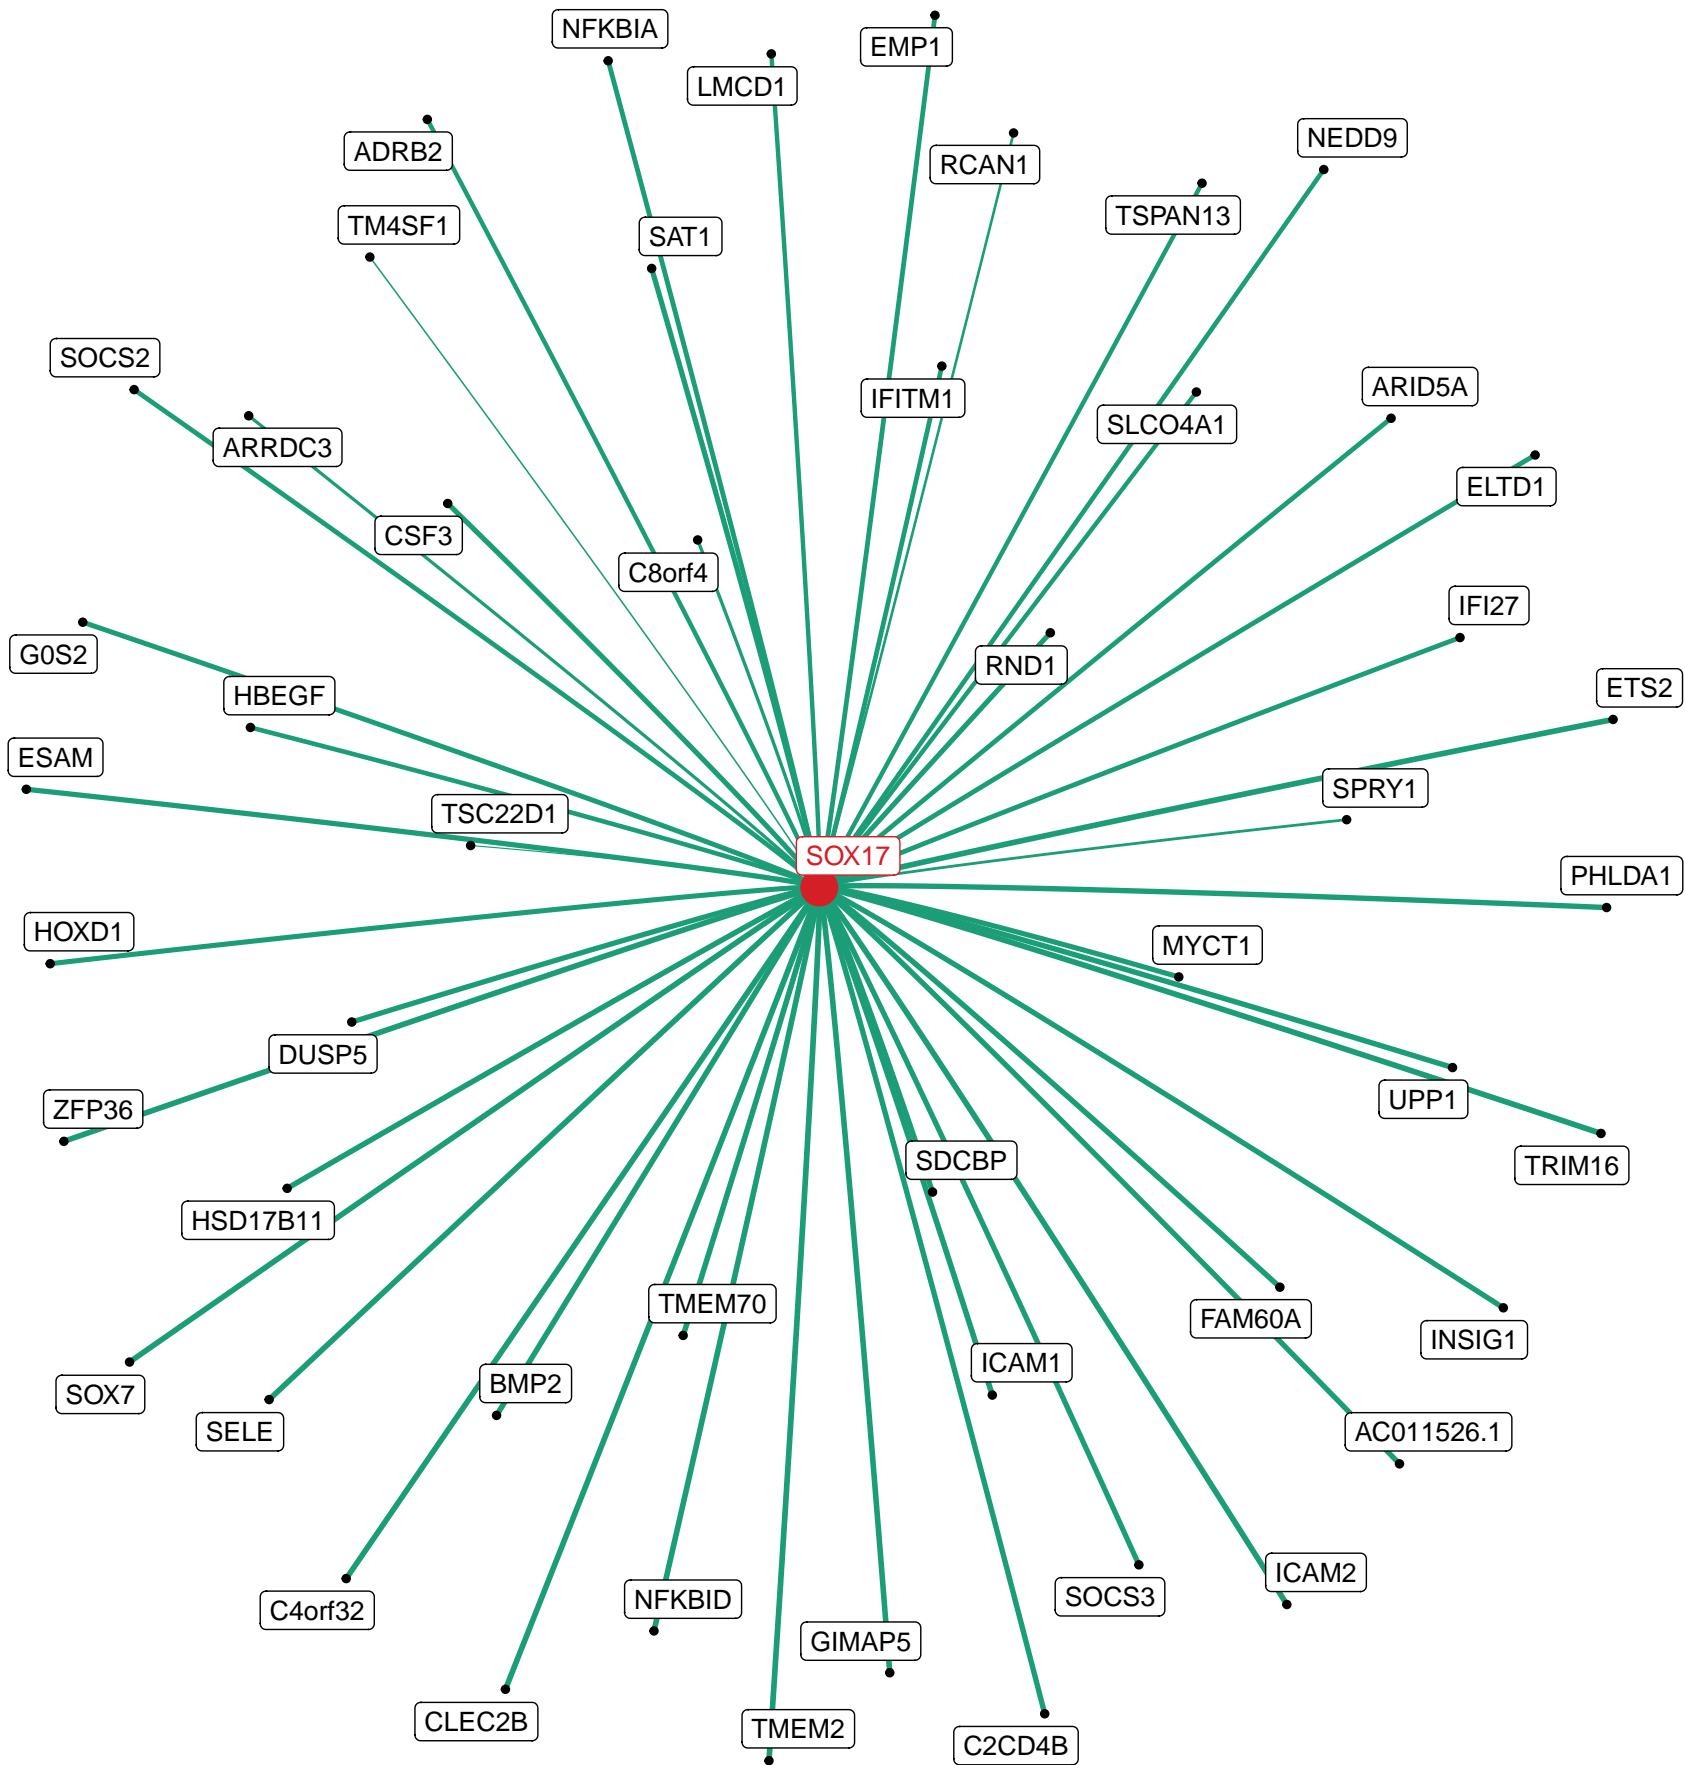 NFKBIA
EMP1
LMCD1
NEDD9
ADRB2
RCAN1
TSPAN13
TM4SF1
SAT1
SOCS2
ARID5A
IFITM1
SLCO4A1
ARRDC3
ELTD1
CSF3
C8orf4
IFI27
G0S2
RND1
ETS2
HBEGF
ESAM
SPRY1
TSC22D1
SOX17
PHLDA1
HOXD1
MYCT1
DUSP5
UPP1
ZFP36
SDCBP
TRIM16
HSD17B11
TMEM70
FAM60A
INSIG1
ICAM1
BMP2
SOX7
SELE
AC011526.1
ICAM2
SOCS3
NFKBID
C4orf32
GIMAP5
CLEC2B
TMEM2
C2CD4B